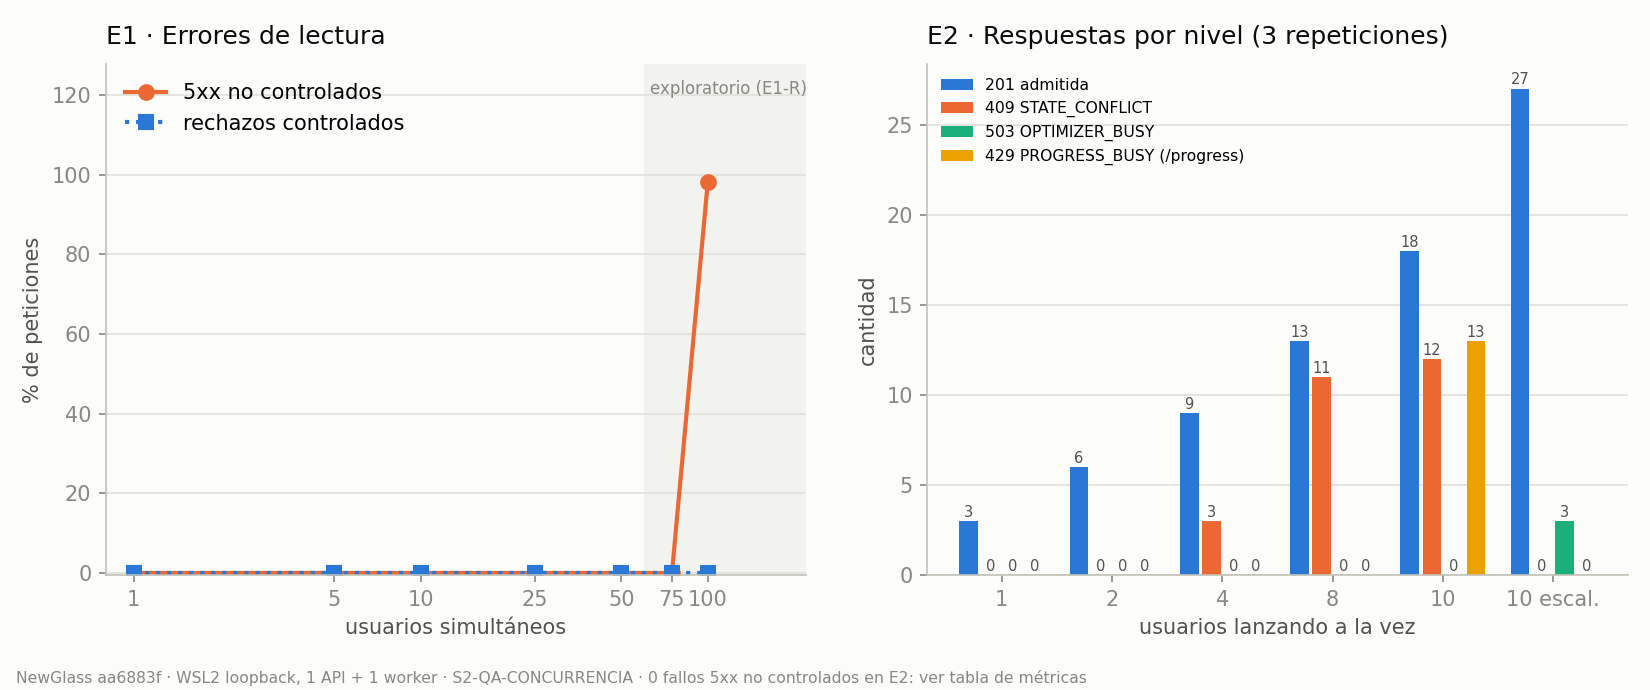 E1 · Errores de lectura
exploratorio (E1-R)
5xx no controlados
rechazos controlados
120
100
80
60
40
20
0
% de peticiones
1 5 10 25 50 75 100
usuarios simultáneos
E2 · Respuestas por nivel (3 repeticiones)
201 admitida
409 STATE_CONFLICT
503 OPTIMIZER_BUSY
429 PROGRESS_BUSY (/progress)
25
20
15
10
5
0
cantidad
3 0 0 0
6 0 0 0
9 3 0 0
13 11 0 0
18 12 0 13
27 0 3 0
1 2 4 8 10 10 escal.
usuarios lanzando a la vez
NewGlass aa6883f · WSL2 loopback, 1 API + 1 worker · S2-QA-CONCURRENCIA · 0 fallos 5xx no controlados en E2: ver tabla de métricas